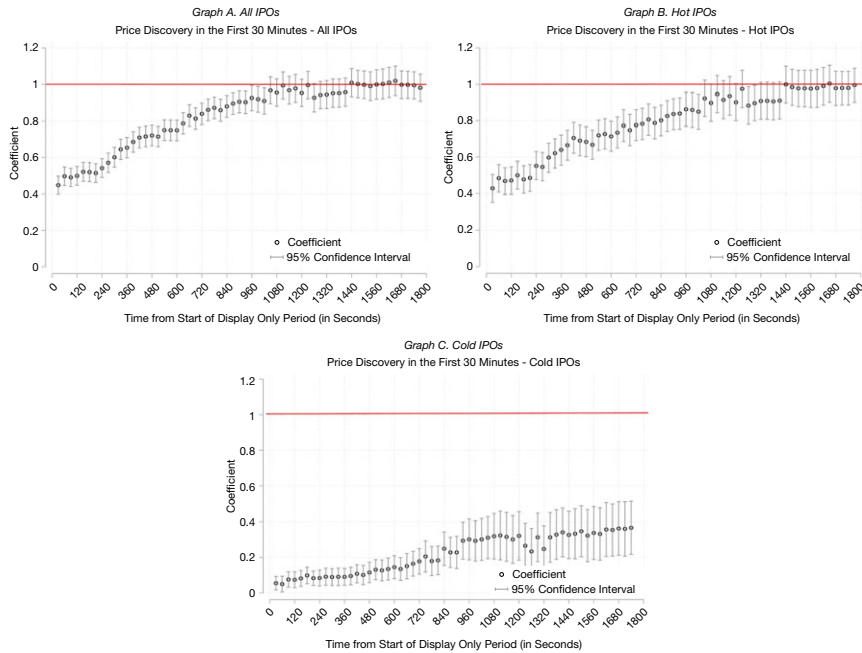 Graph A. All IPOs
Price Discovery in the First 30 Minutes - All IPOs
1.2
1
0.8
0.6
0.4
0.2
0
Coefficient
Coefficient
95% Confidence Interval
0 120 240 360 480 600 720 840 960 1080 1200 1320 1440 1560 1680 1800
Time from Start of Display Only Period (in Seconds)
Graph B. Hot IPOs
Price Discovery in the First 30 Minutes - Hot IPOs
1.2
1
0.8
0.6
0.4
0.2
0
Coefficient
Coefficient
95% Confidence Interval
0 120 240 360 480 600 720 840 960 1080 1200 1320 1440 1560 1680 1800
Time from Start of Display Only Period (in Seconds)
Graph C. Cold IPOs
Price Discovery in the First 30 Minutes - Cold IPOs
1.2
1
0.8
0.6
0.4
0.2
0
Coefficient
Coefficient
95% Confidence Interval
0 120 240 360 480 600 720 840 960 1080 1200 1320 1440 1560 1680 1800
Time from Start of Display Only Period (in Seconds)